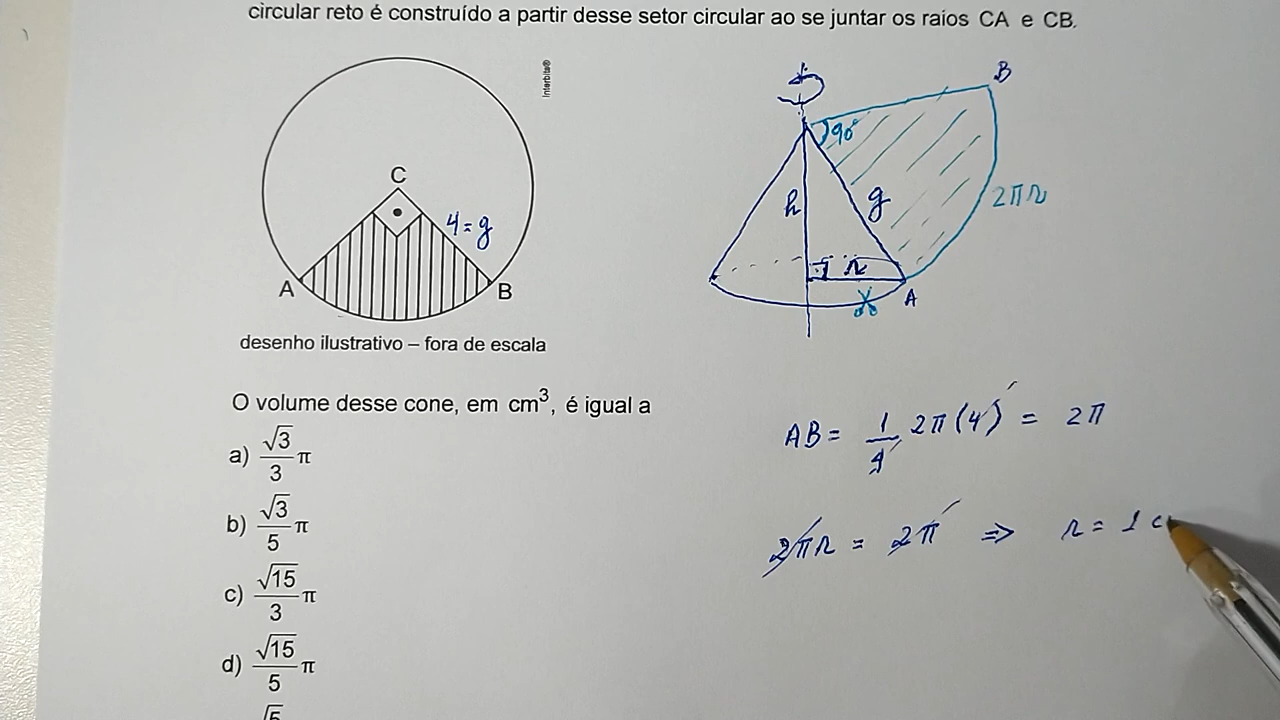 circular reto é construído a partir desse setor circular ao se juntar os raios CA e CB.
Interbits®
C
4 = g
A
B
desenho ilustrativo – fora de escala
B
90°
h
g
2πr
r
A
O volume desse cone, em cm³, é igual a
a) √3/3 π
b) √3/5 π
c) √15/3 π
d) √15/5 π
√5
AB = 1/4 2π(4) = 2π
2πr = 2π ⇒ r = 1 c